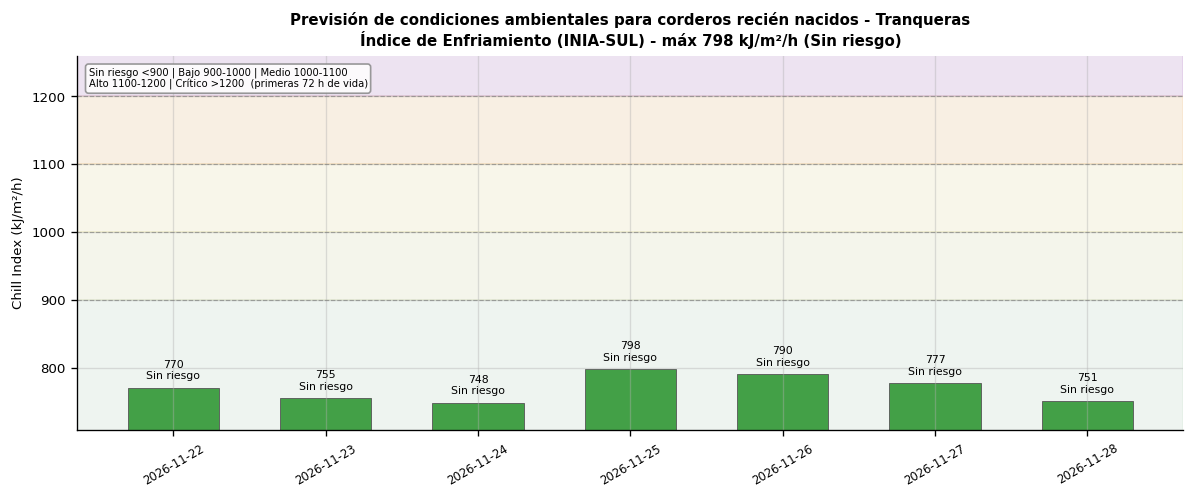 Previsión de condiciones ambientales para corderos recién nacidos - Tranqueras
Índice de Enfriamiento (INIA-SUL) - máx 798 kJ/m²/h (Sin riesgo)
Sin riesgo <900 | Bajo 900-1000 | Medio 1000-1100
Alto 1100-1200 | Crítico >1200  (primeras 72 h de vida)
Chill Index (kJ/m²/h)
1200
1100
1000
900
800
770
Sin riesgo
755
Sin riesgo
748
Sin riesgo
798
Sin riesgo
790
Sin riesgo
777
Sin riesgo
751
Sin riesgo
2026-11-22
2026-11-23
2026-11-24
2026-11-25
2026-11-26
2026-11-27
2026-11-28